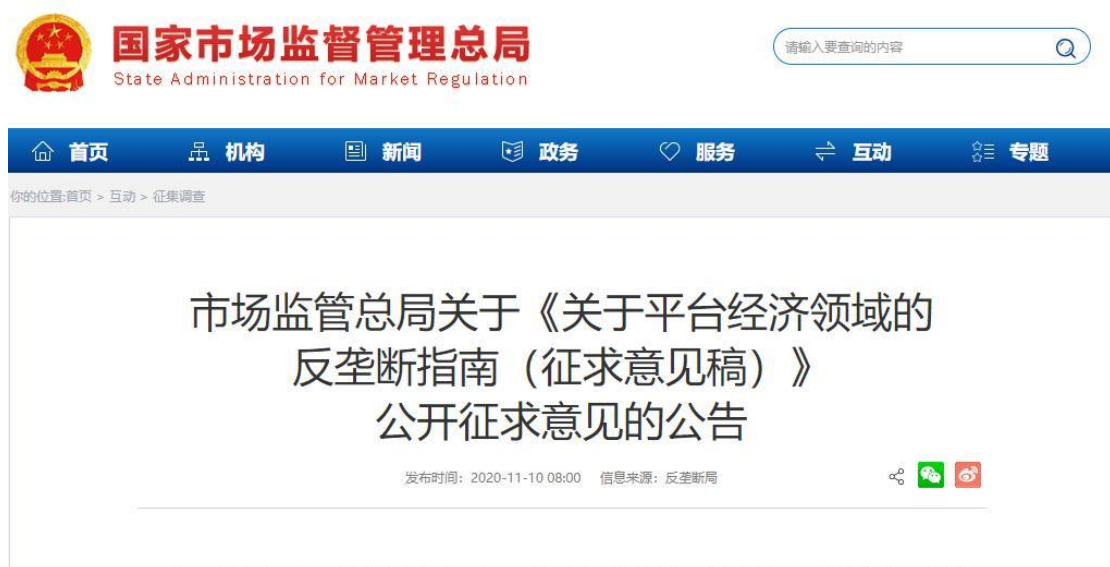 国家市场监督管理总局
State Administration for Market Regulation
请输入要查询的内容
首页 机构 新闻 政务 服务 互动 专题
你的位置:首页 > 互动 > 征集调查
市场监管总局关于《关于平台经济领域的
反垄断指南（征求意见稿）》
公开征求意见的公告
发布时间：2020-11-10 08:00 信息来源：反垄断局